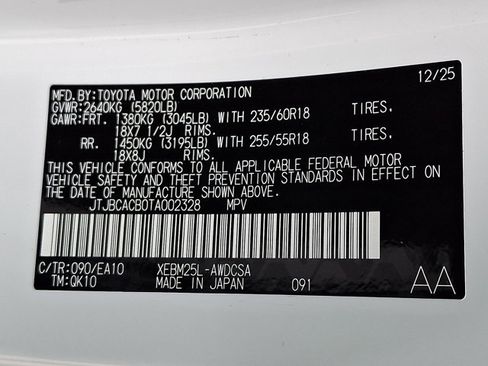 12/25
MFD.BY:TOYOTA MOTOR CORPORATION
GVWR:2640KG (5820LB)
GAWR:FRT. 1380KG (3045LB) WITH 235/60R18 TIRES.
18X7 1/2J RIMS.
RR. 1450KG (3195LB) WITH 255/55R18 TIRES.
18X8J RIMS.
THIS VEHICLE CONFORMS TO ALL APPLICABLE FEDERAL MOTOR
VEHICLE SAFETY AND THEFT PREVENTION STANDARDS IN EFFECT ON
THE DATE OF MANUFACTURE SHOWN ABOVE.
JTJBCACB0TA002328 MPV
C/TR:090/EA10 XEBM25L-AWDCSA
TM:QK10 MADE IN JAPAN 091 AA